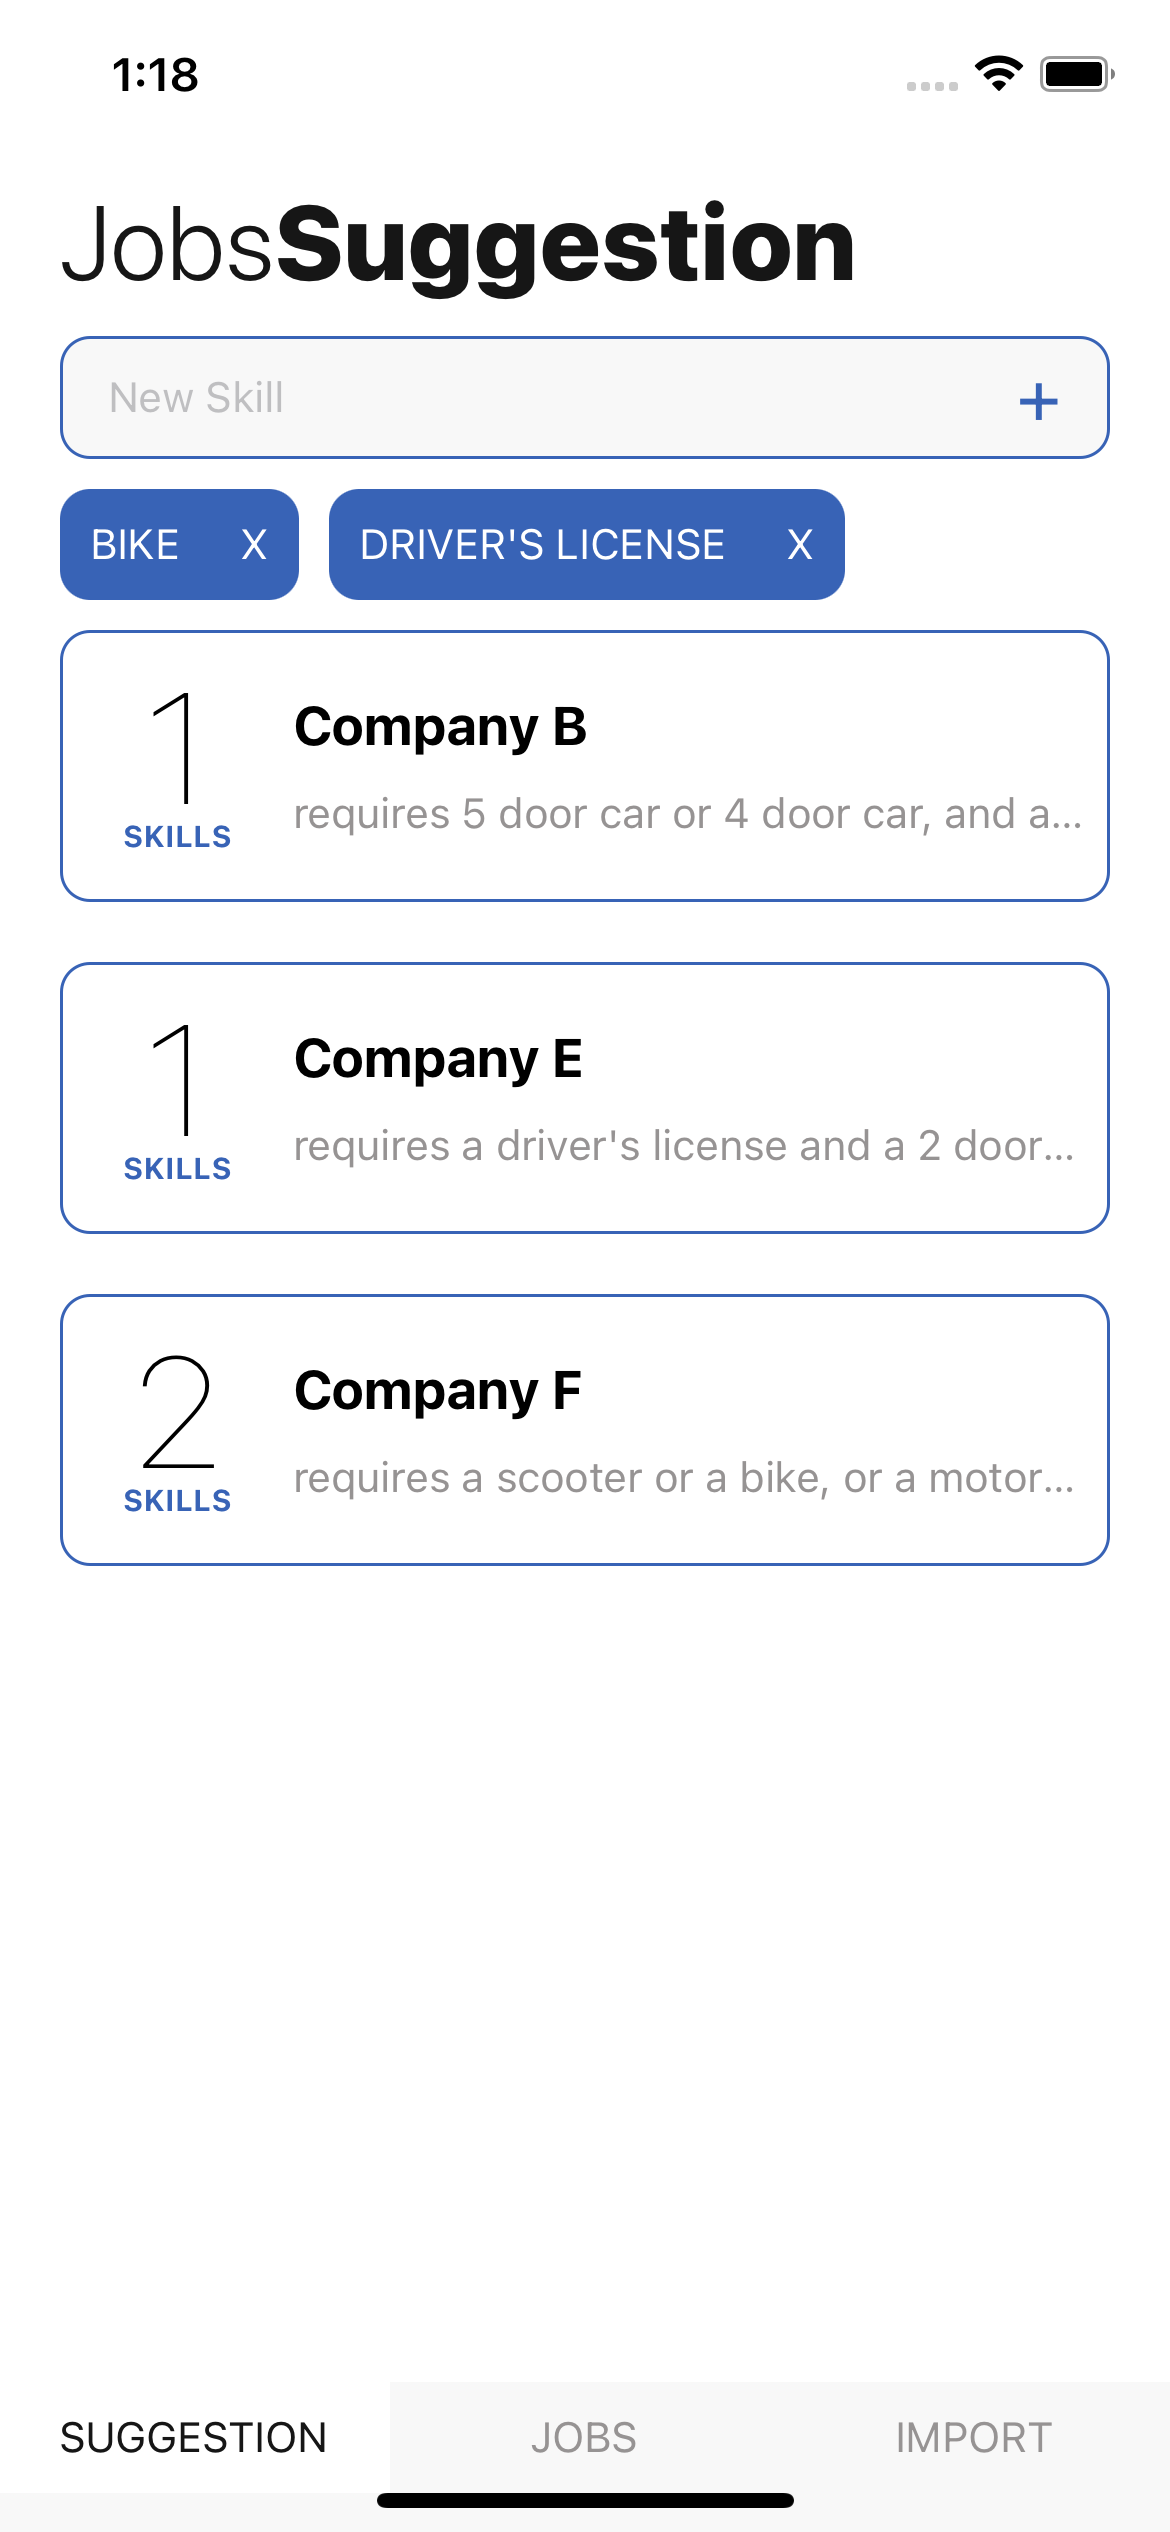 1:18
JobsSuggestion
New Skill +
BIKE X DRIVER'S LICENSE X
1
SKILLS
Company B
requires 5 door car or 4 door car, and a...
1
SKILLS
Company E
requires a driver's license and a 2 door...
2
SKILLS
Company F
requires a scooter or a bike, or a motor...
SUGGESTION JOBS IMPORT